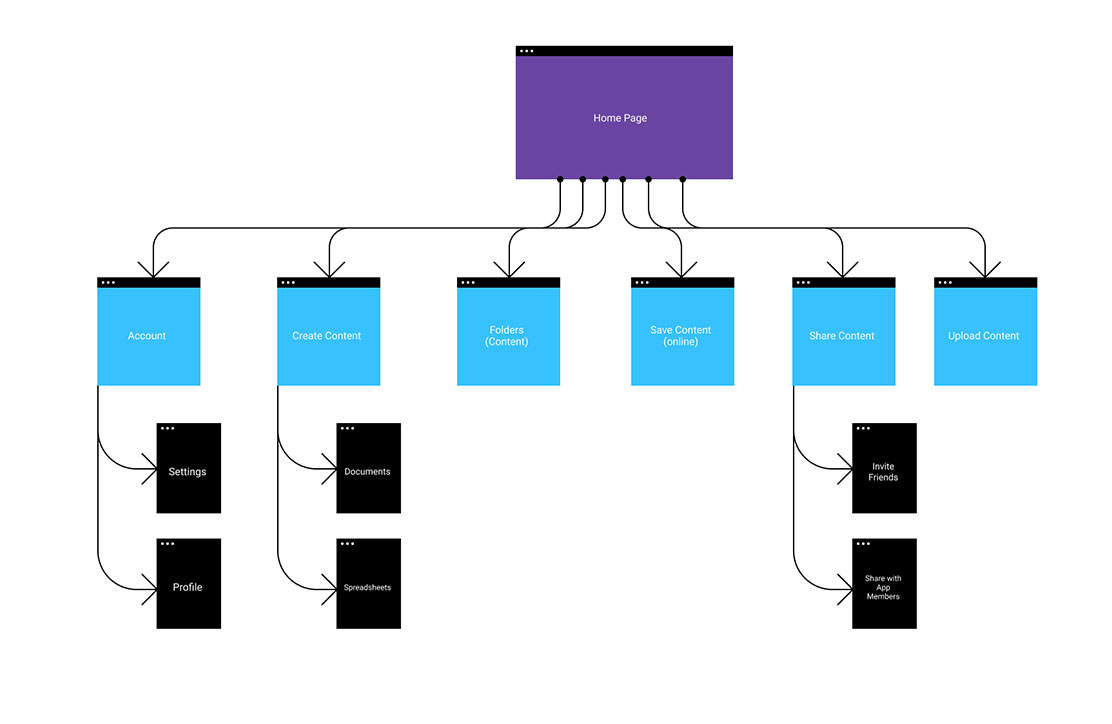 Home Page
Account
Create Content
Folders
(Content)
Save Content
(online)
Share Content
Upload Content
Settings
Documents
Invite
Friends
Profile
Spreadsheets
Share with
App
Members